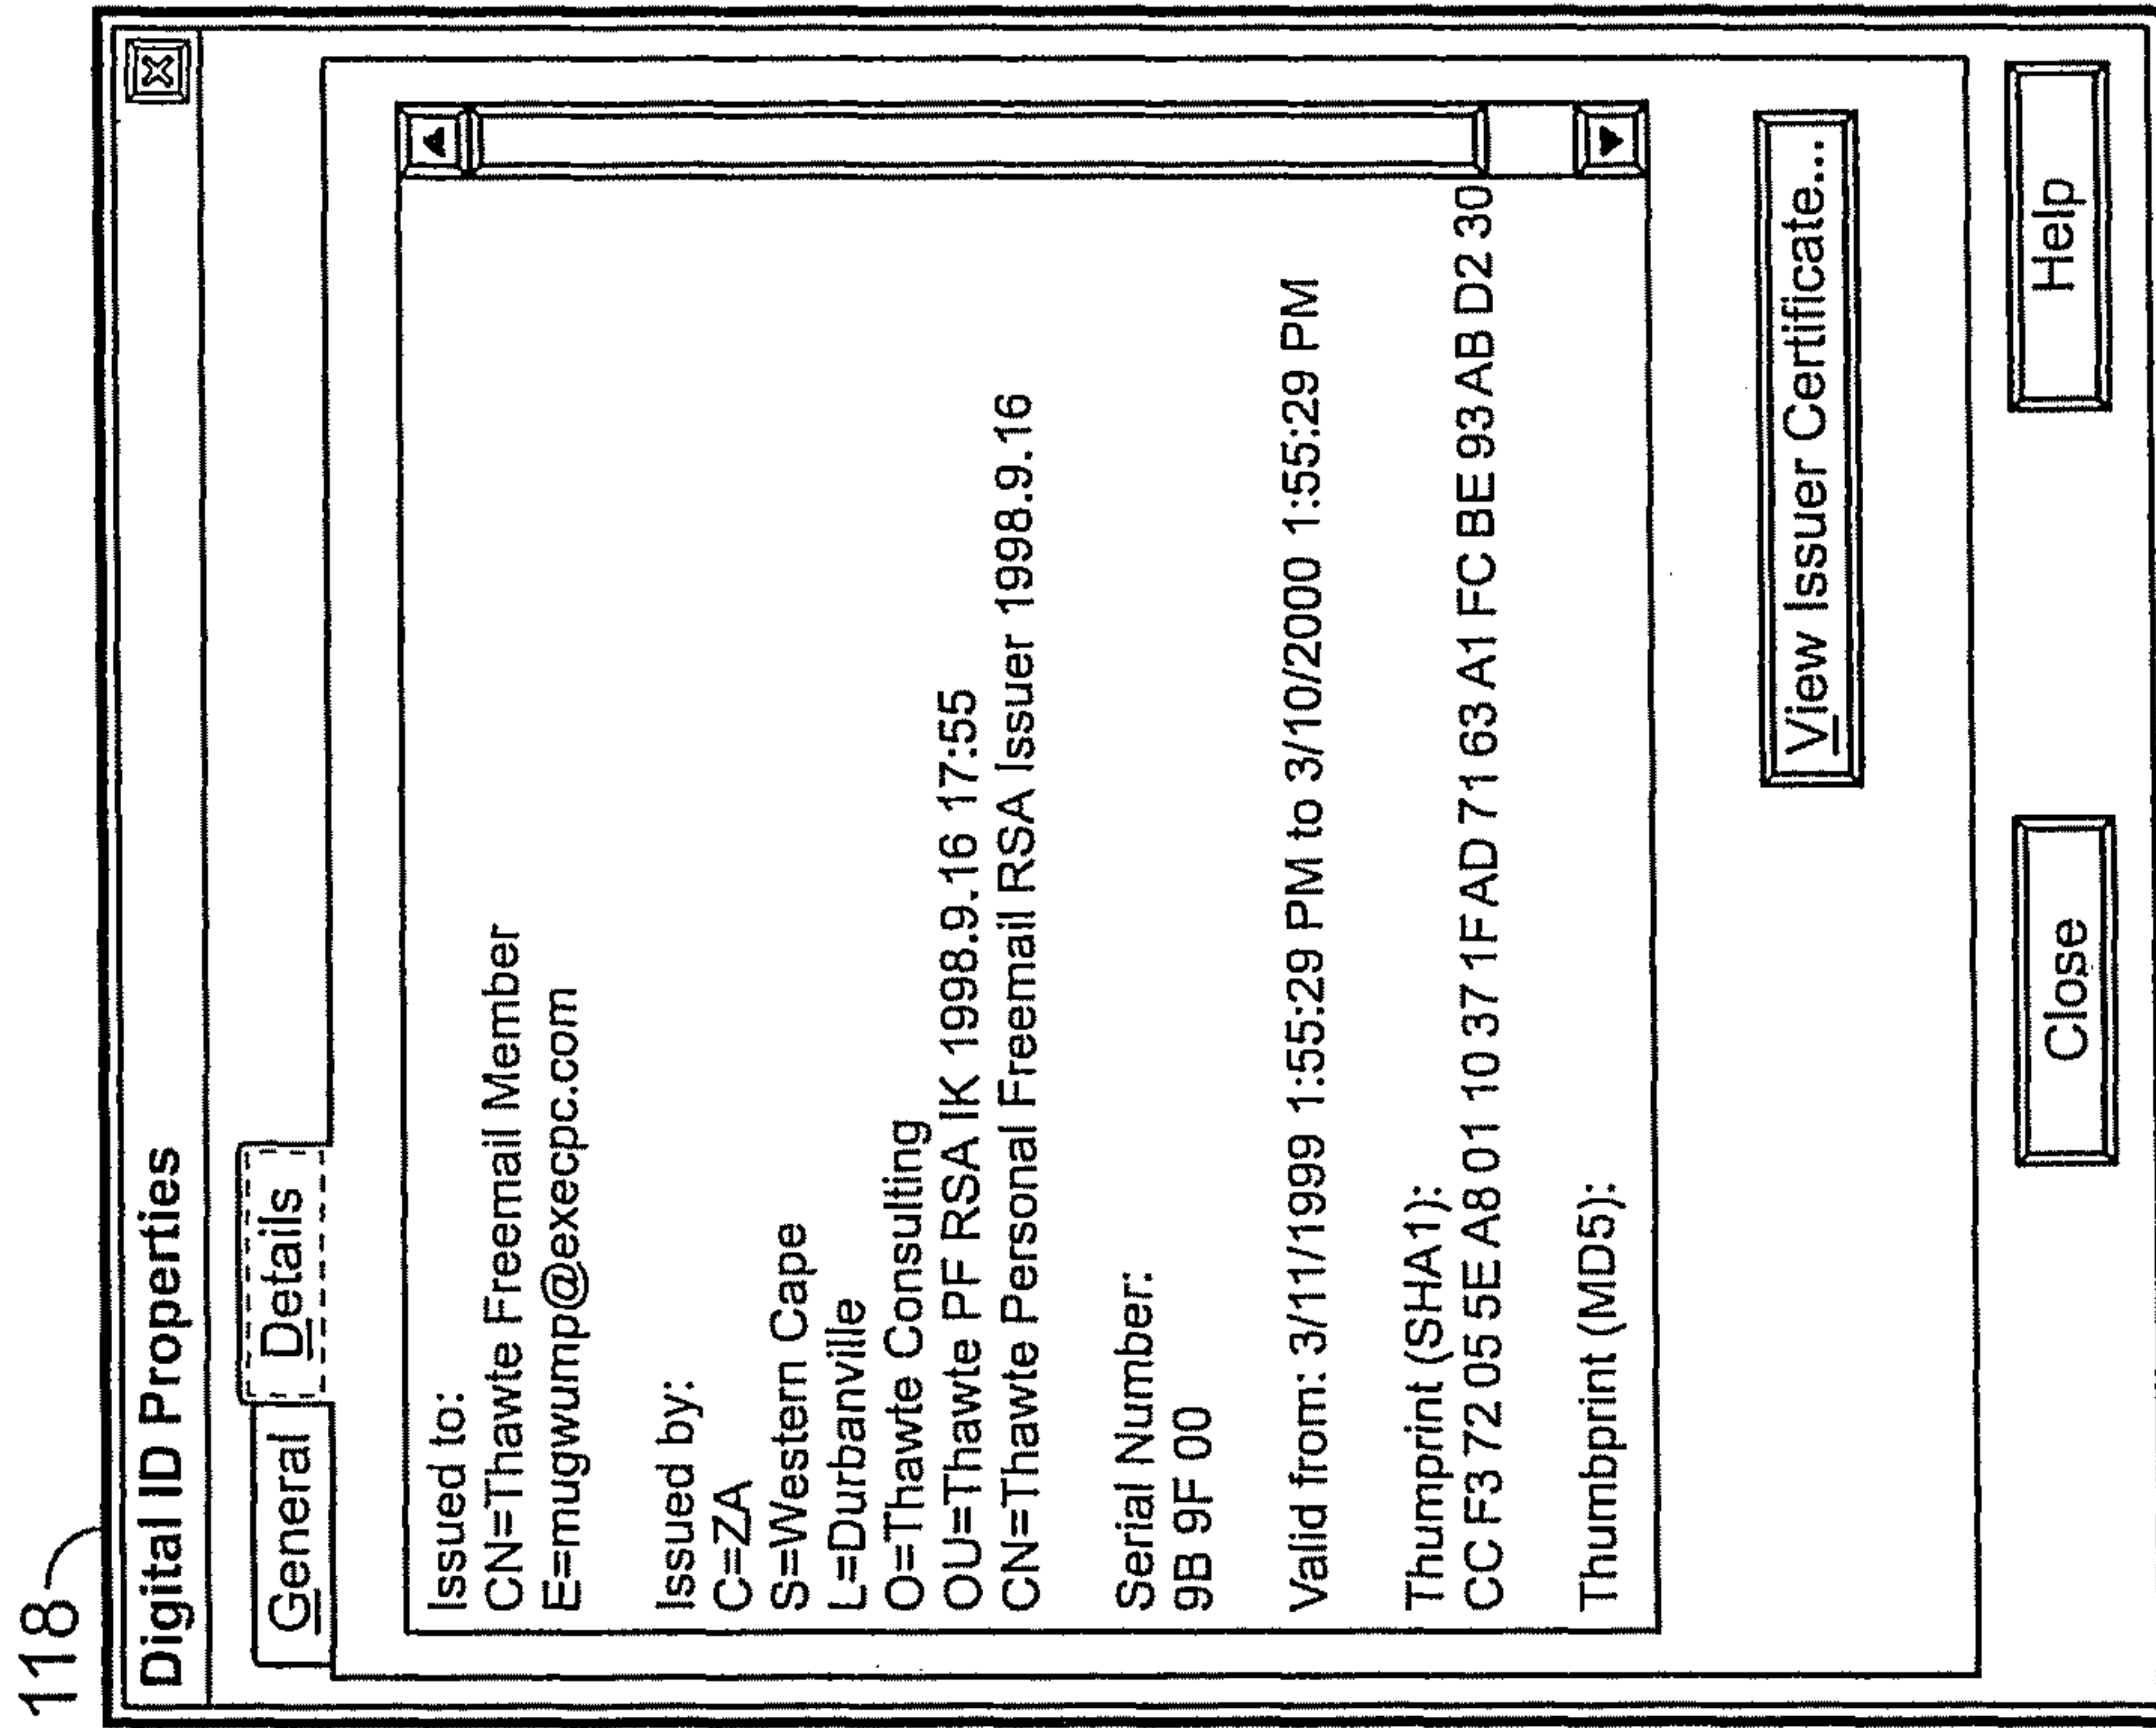 118
Digital ID Properties
General Details
Issued to:
CN=Thawte Freemail Member
E=mugwump@execpc.com
Issued by:
C=ZA
S=Western Cape
L=Durbanville
O=Thawte Consulting
OU=Thawte PF RSA IK 1998.9.16 17:55
CN=Thawte Personal Freemail RSA Issuer 1998.9.16
Serial Number:
9B 9F 00
Valid from: 3/11/1999 1:55:29 PM to 3/10/2000 1:55:29 PM
Thumprint (SHA1):
CC F3 72 05 5E A8 01 10 37 1F AD 71 63 A1 FC BE 93 AB D2 30
Thumbprint (MD5):
View Issuer Certificate...
Close Help